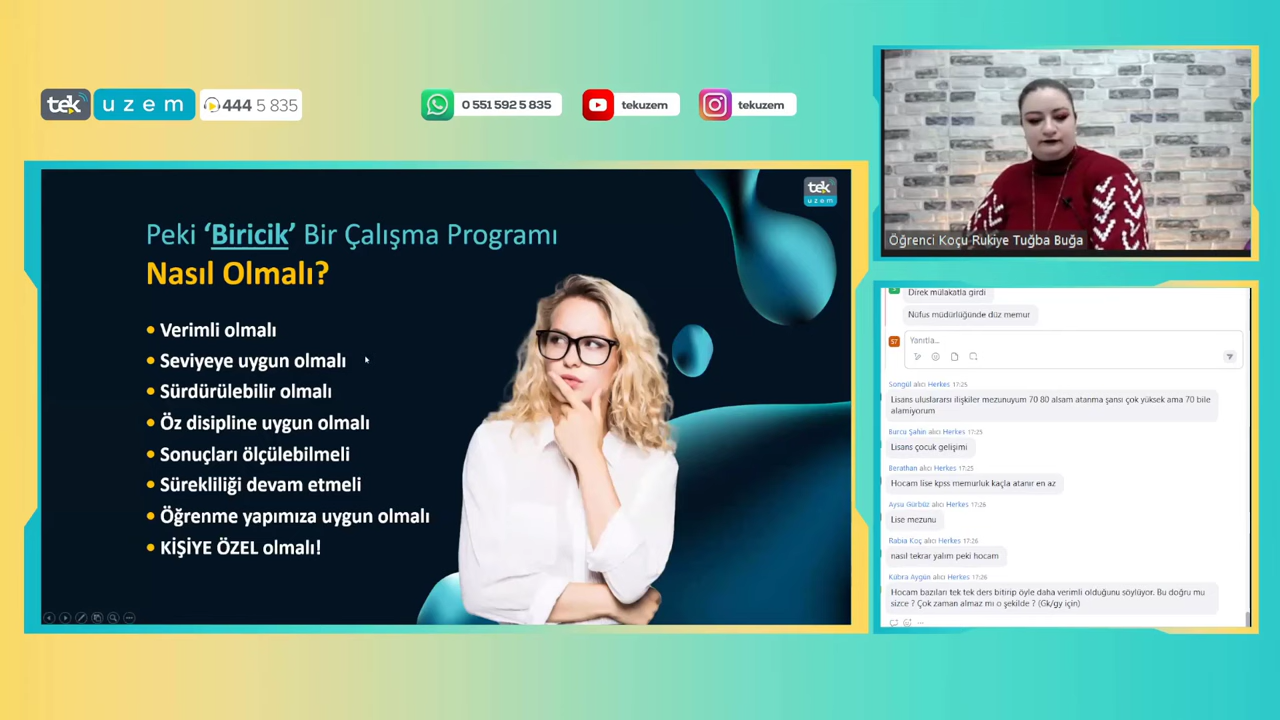 tek uzem 444 5 835
0 551 592 5 835
tekuzem
tekuzem
tek
uzem
Peki ‘Biricik’ Bir Çalışma Programı
Nasıl Olmalı?
• Verimli olmalı
• Seviyeye uygun olmalı
• Sürdürülebilir olmalı
• Öz disipline uygun olmalı
• Sonuçları ölçülebilmeli
• Sürekliliği devam etmeli
• Öğrenme yapımıza uygun olmalı
• KİŞİYE ÖZEL olmalı!
Öğrenci Koçu Rukiye Tuğba Buğa
Direk mülakatla girdi
Nüfus müdürlüğünde düz memur
Yanıtla...
Songül alıcı Herkes 17:25
Lisans uluslararsı ilişkiler mezunuyum 70 80 alsam atanma şansı çok yüksek ama 70 bile
alamiyorum
Burcu Şahin alıcı Herkes 17:25
Lisans çocuk gelişimi
Berathan alıcı Herkes 17:25
Hocam lise kpss memurluk kaçla atanır en az
Aysu Gürbüz alıcı Herkes 17:26
Lise mezunu
Rabia Koç alıcı Herkes 17:26
nasıl tekrar yalım peki hocam
Kübra Aygün alıcı Herkes 17:26
Hocam bazıları tek tek ders bitirip öyle daha verimli olduğunu söylüyor. Bu doğru mu
sizce ? Çok zaman almaz mı o şekilde ? (Gk/gy için)